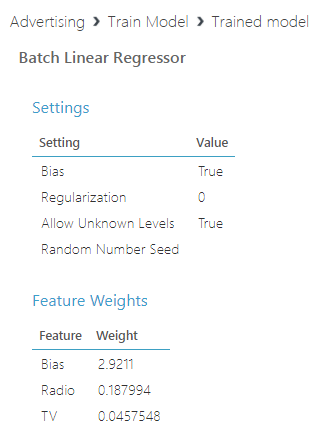 Advertising > Train Model > Trained model
Batch Linear Regressor
Settings
Setting Value
Bias True
Regularization 0
Allow Unknown Levels True
Random Number Seed
Feature Weights
Feature Weight
Bias 2.9211
Radio 0.187994
TV 0.0457548